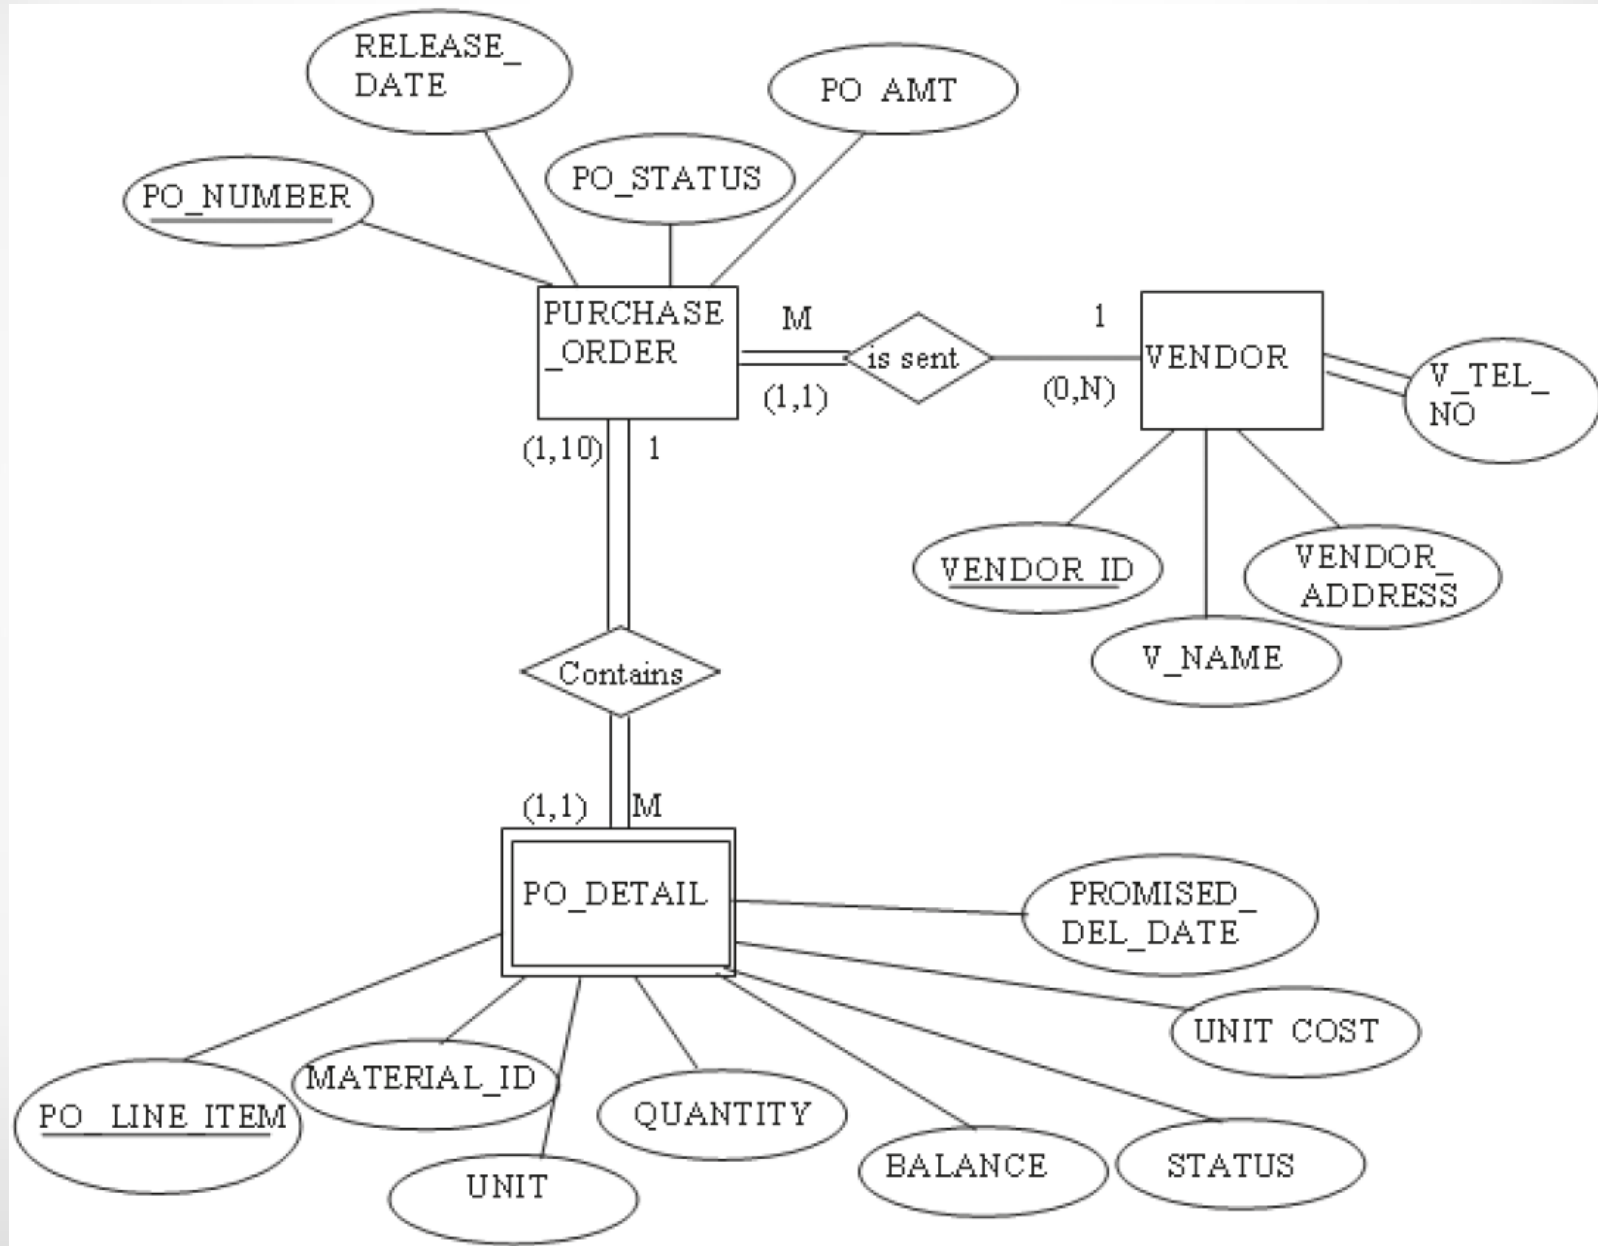 RELEASE_
DATE
PO AMT
PO_STATUS
PO_NUMBER
PURCHASE
_ORDER
M
(1,1)
is sent
1
(0,N)
VENDOR
V_TEL_
NO
(1,10)
1
VENDOR ID
VENDOR_
ADDRESS
V_NAME
Contains
(1,1)
M
PO_DETAIL
PROMISED_
DEL_DATE
UNIT COST
MATERIAL_ID
PO_ LINE ITEM
QUANTITY
BALANCE
STATUS
UNIT